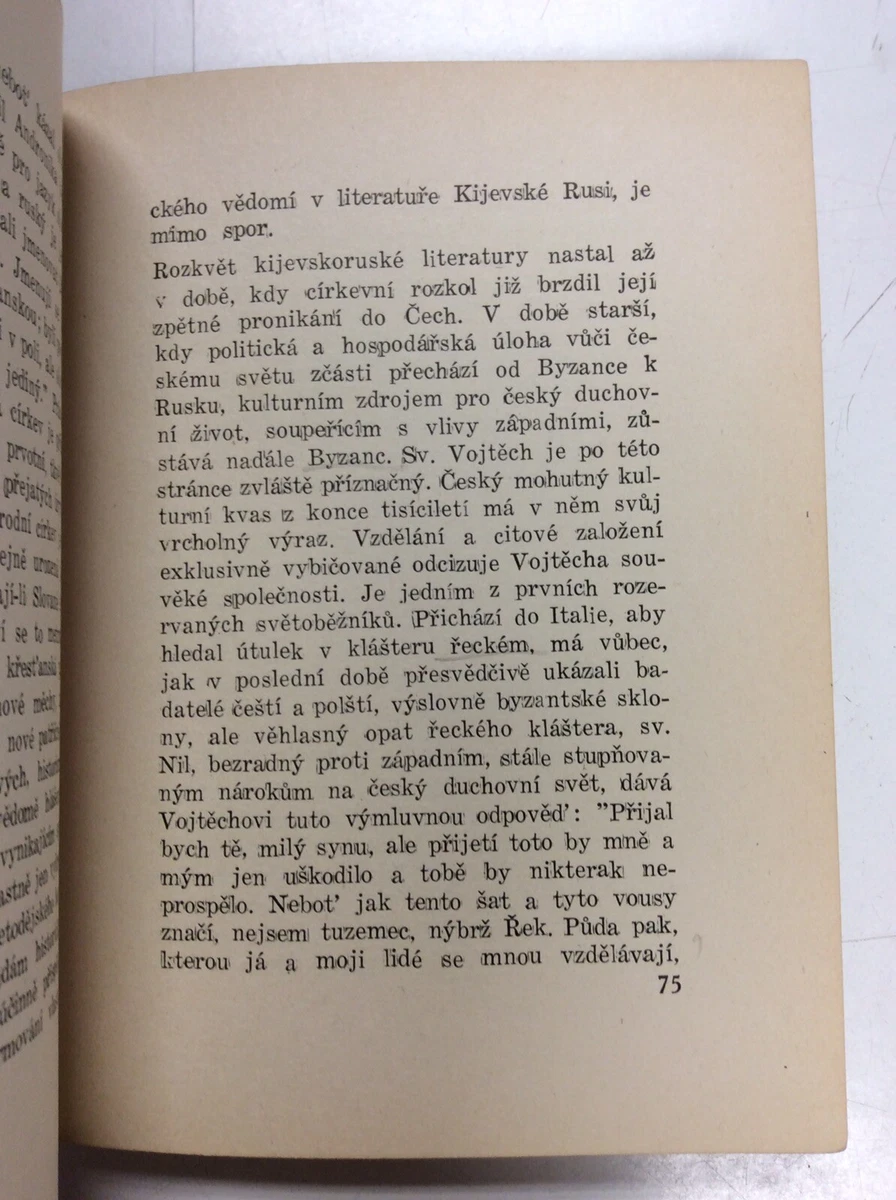 ckého vědomí v literatuře Kijevské Rusi, je
mimo spor.
Rozkvět kijevskoruské literatury nastal až
v době, kdy církevní rozkol již brzdil její
zpětné pronikání do Čech. V době starší,
kdy politická a hospodářská úloha vůči če-
skému světu zčásti přechází od Byzance k
Rusku, kulturním zdrojem pro český duchov-
ní život, soupeřícím s vlivy západními, zů-
stává naďále Byzanc. Sv. Vojtěch je po této
stránce zvláště příznačný. Český mohutný kul-
turní kvas z konce tisíciletí má v něm svůj
vrcholný výraz. Vzdělání a citové založení
exklusivně vybičované odcizuje Vojtěcha sou-
věké společnosti. Je jedním z prvních roze-
rvaných světoběžníků. Přichází do Italie, aby
hledal útulek v klášteru řeckém, má vůbec,
jak v poslední době přesvědčivě ukázali ba-
datelé čeští a polští, výslovně byzantské sklo-
ny, ale věhlasný opat řeckého kláštera, sv.
Nil, bezradný proti západním, stále stupňova-
ným nárokům na český duchovní svět, dává
Vojtěchovi tuto výmluvnou odpověď: "Přijal
bych tě, milý synu, ale přijetí toto by mně a
mým jen uškodilo a tobě by nikterak ne-
prospělo. Neboť jak tento šat a tyto vousy
značí, nejsem tuzemec, nýbrž Řek. Půda pak,
kterou já a moji lidé se mnou vzdělávají,
75